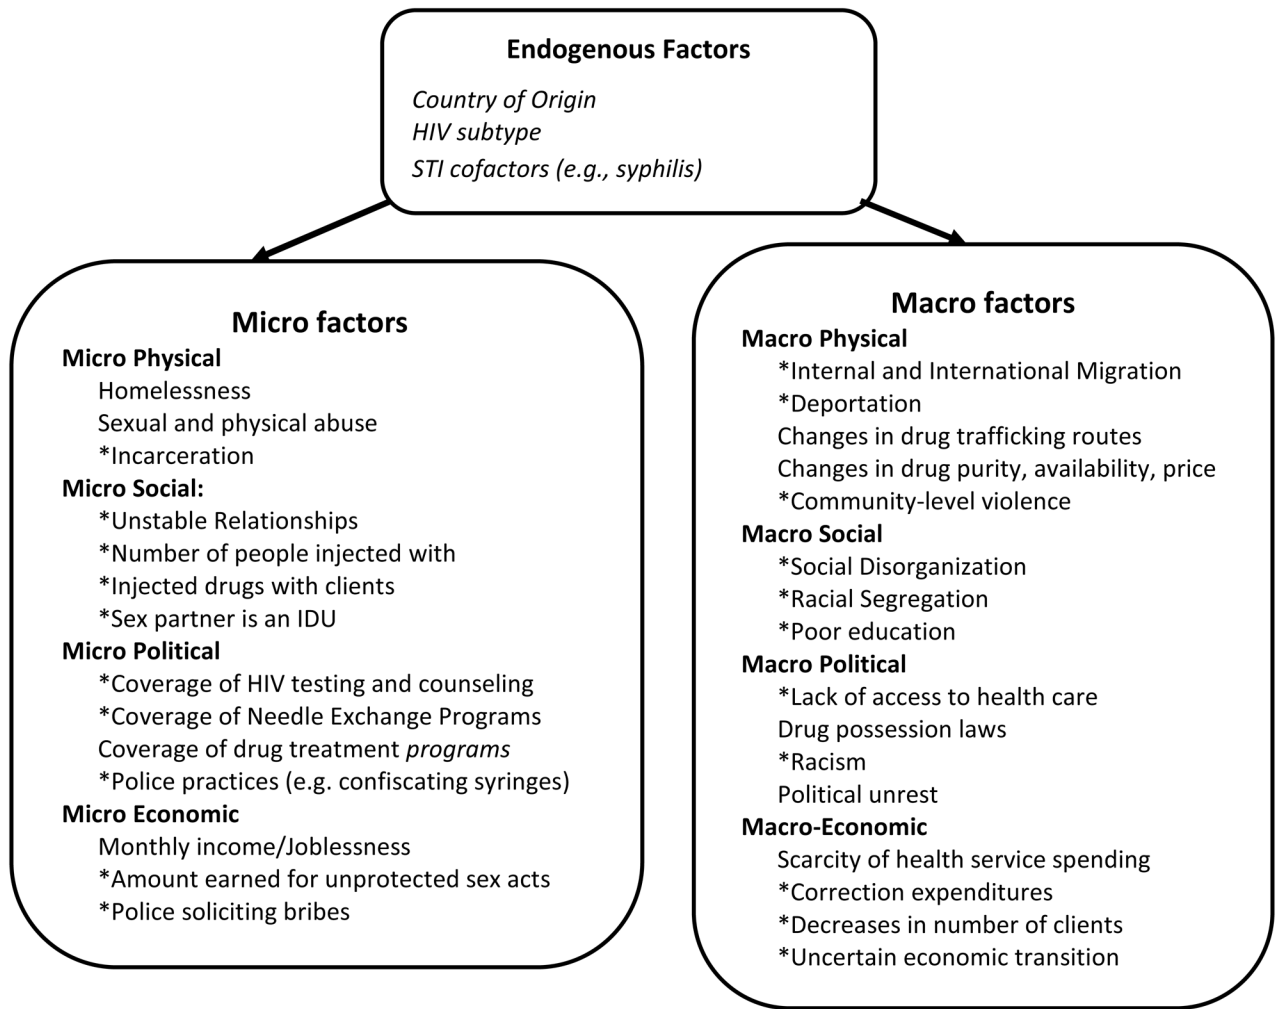 Endogenous Factors
Country of Origin
HIV subtype
STI cofactors (e.g., syphilis)
Micro factors
Micro Physical
Homelessness
Sexual and physical abuse
*Incarceration
Micro Social:
*Unstable Relationships
*Number of people injected with
*Injected drugs with clients
*Sex partner is an IDU
Micro Political
*Coverage of HIV testing and counseling
*Coverage of Needle Exchange Programs
Coverage of drug treatment programs
*Police practices (e.g. confiscating syringes)
Micro Economic
Monthly income/Joblessness
*Amount earned for unprotected sex acts
*Police soliciting bribes
Macro factors
Macro Physical
*Internal and International Migration
*Deportation
Changes in drug trafficking routes
Changes in drug purity, availability, price
*Community-level violence
Macro Social
*Social Disorganization
*Racial Segregation
*Poor education
Macro Political
*Lack of access to health care
Drug possession laws
*Racism
Political unrest
Macro-Economic
Scarcity of health service spending
*Correction expenditures
*Decreases in number of clients
*Uncertain economic transition